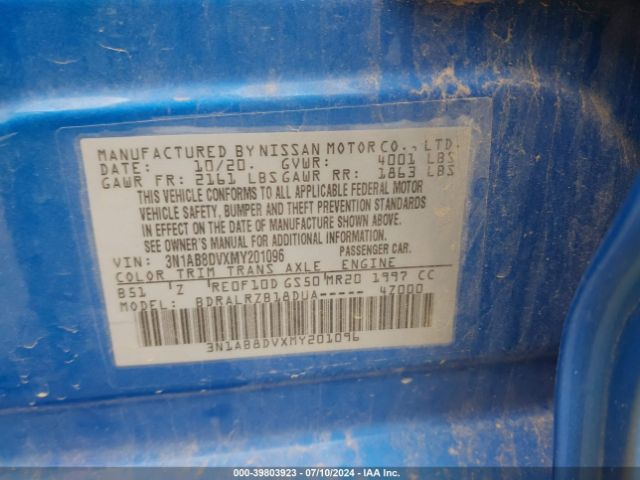 MANUFACTURED BY NISSAN MOTOR CO., LTD.
DATE: 10/20. GVWR: 4001 LBS
GAWR FR: 2161 LBS GAWR RR: 1863 LBS
THIS VEHICLE CONFORMS TO ALL APPLICABLE FEDERAL MOTOR
VEHICLE SAFETY, BUMPER AND THEFT PREVENTION STANDARDS
IN EFFECT ON THE DATE OF MANUFACTURE SHOWN ABOVE.
SEE OWNER'S MANUAL FOR ADDITIONAL INFORMATION
VIN: 3N1AB8DVXMY201096 PASSENGER CAR.
COLOR TRIM TRANS AXLE ENGINE
B51 Z RE0F10D GS50 MR20 1997 CC
MODEL: BDRALRZB18DUA 47000
3N1AB8DVXMY201096
000-39803923 / 07/10/2024 - IAA Inc.